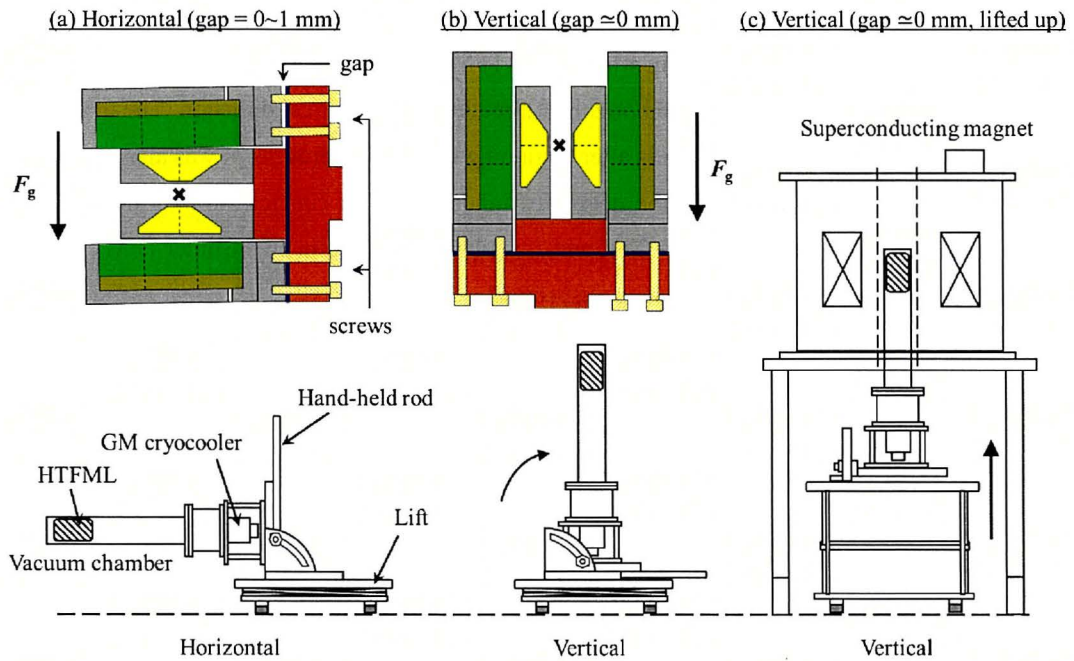 (a) Horizontal (gap = 0~1 mm)
(b) Vertical (gap ≃0 mm)
(c) Vertical (gap ≃0 mm, lifted up)
gap
Fg
screws
Fg
Superconducting magnet
Hand-held rod
GM cryocooler
HTFML
Lift
Vacuum chamber
Horizontal
Vertical
Vertical